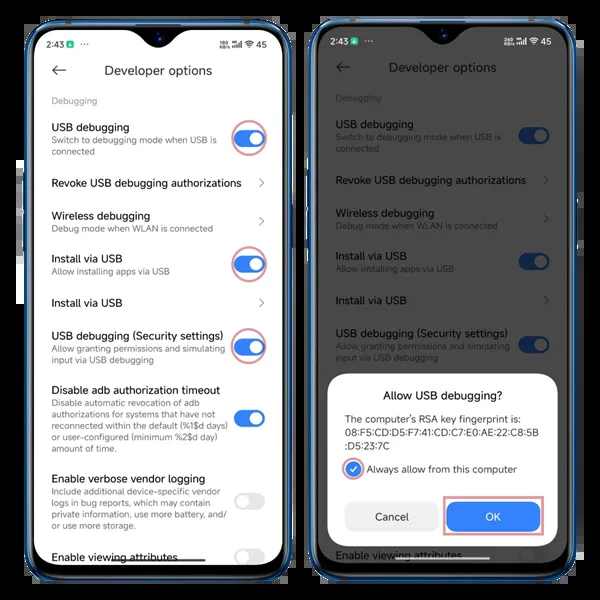 2:43 ... 180 KB/s 45
Developer options
Debugging
USB debugging
Switch to debugging mode when USB is
connected
Revoke USB debugging authorizations
Wireless debugging
Debug mode when WLAN is connected
Install via USB
Allow installing apps via USB
Install via USB
USB debugging (Security settings)
Allow granting permissions and simulating
input via USB debugging
Disable adb authorization timeout
Disable automatic revocation of adb
authorizations for systems that have not
reconnected within the default (%1$d days)
or user-configured (minimum %2$d day)
amount of time.
Enable verbose vendor logging
Include additional device-specific vendor
logs in bug reports, which may contain
private information, use more battery, and/
or use more storage.
Enable viewing attributes
2:43 ... 260 KB/s 45
Developer options
Debugging
USB debugging
Switch to debugging mode when USB is
connected
Revoke USB debugging authorizations
Wireless debugging
Debug mode when WLAN is connected
Install via USB
Allow installing apps via USB
Install via USB
USB debugging (Security settings)
Allow granting permissions and simulating
input via USB debugging
Allow USB debugging?
The computer's RSA key fingerprint is:
08:F5:CD:D5:F7:41:CD:C7:E0:AE:22:C8:5B
:D5:23:7C
Always allow from this computer
Cancel
OK
Enable viewing attributes